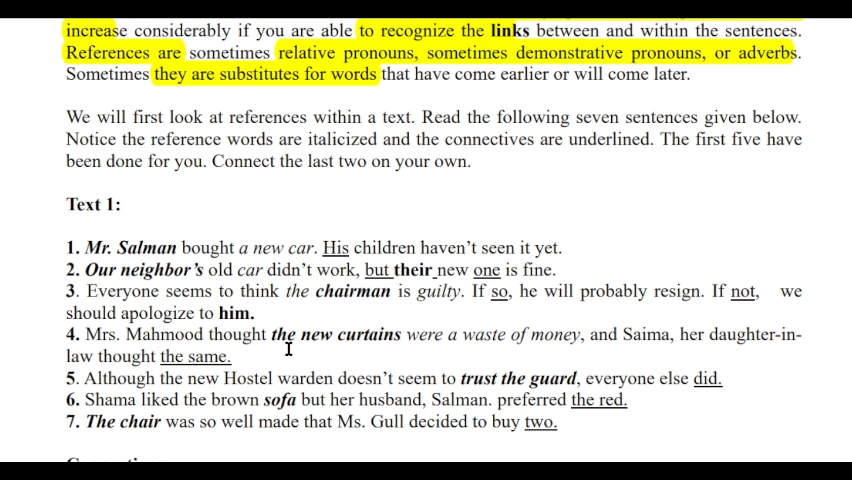 increase considerably if you are able to recognize the links between and within the sentences.
References are sometimes relative pronouns, sometimes demonstrative pronouns, or adverbs.
Sometimes they are substitutes for words that have come earlier or will come later.
We will first look at references within a text. Read the following seven sentences given below.
Notice the reference words are italicized and the connectives are underlined. The first five have
been done for you. Connect the last two on your own.
Text 1:
1. Mr. Salman bought a new car. His children haven't seen it yet.
2. Our neighbor's old car didn't work, but their new one is fine.
3. Everyone seems to think the chairman is guilty. If so, he will probably resign. If not, we
should apologize to him.
4. Mrs. Mahmood thought the new curtains were a waste of money, and Saima, her daughter-in-
law thought the same.
5. Although the new Hostel warden doesn't seem to trust the guard, everyone else did.
6. Shama liked the brown sofa but her husband, Salman. preferred the red.
7. The chair was so well made that Ms. Gull decided to buy two.